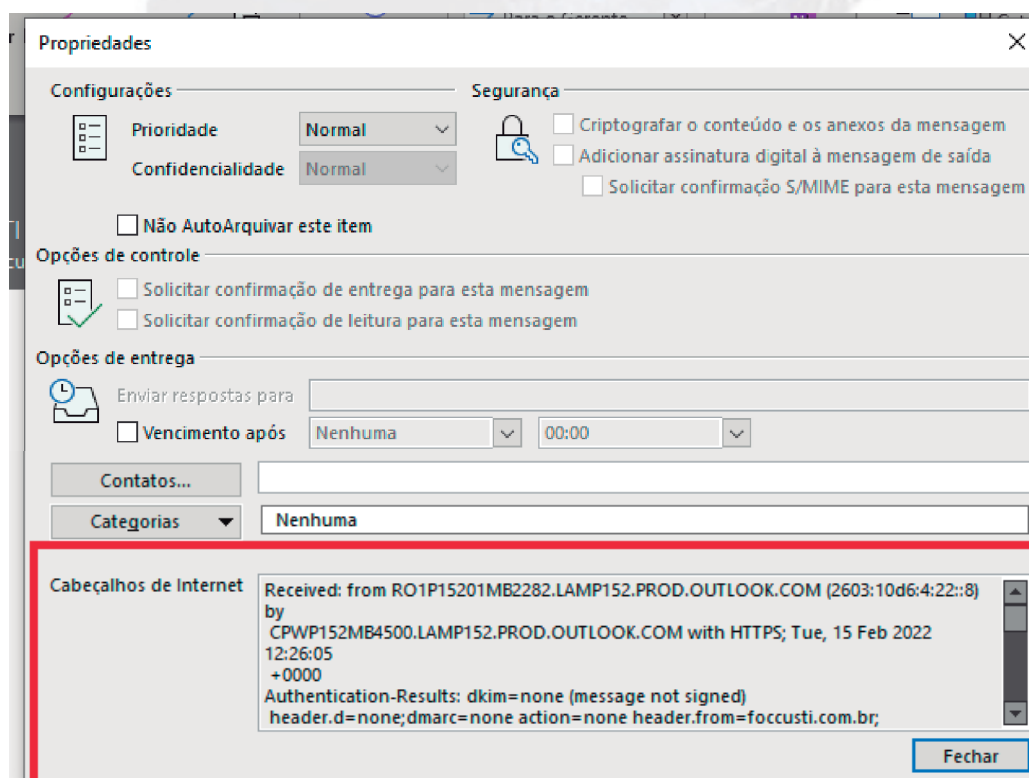 Para o Gerente
Propriedades
Configurações
Segurança
Prioridade
Normal
Criptografar o conteúdo e os anexos da mensagem
Confidencialidade
Normal
Adicionar assinatura digital à mensagem de saída
Solicitar confirmação S/MIME para esta mensagem
Não AutoArquivar este item
Opções de controle
Solicitar confirmação de entrega para esta mensagem
Solicitar confirmação de leitura para esta mensagem
Opções de entrega
Enviar respostas para
Vencimento após
Nenhuma
00:00
Contatos...
Categorias
Nenhuma
Cabeçalhos de Internet
Received: from RO1P15201MB2282.LAMP152.PROD.OUTLOOK.COM (2603:10d6:4:22::8)
by
CPWP152MB4500.LAMP152.PROD.OUTLOOK.COM with HTTPS; Tue, 15 Feb 2022
12:26:05
+0000
Authentication-Results: dkim=none (message not signed)
header.d=none;dmarc=none action=none header.from=foccusti.com.br;
Fechar